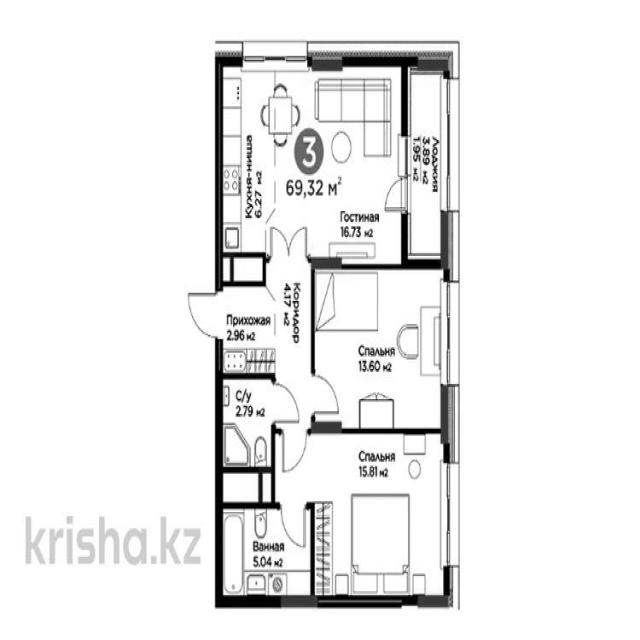 3
69,32 м²
Кухня-ниша
6.27 м2
Гостиная
16.73 м2
Лоджия
3.89 м2
1.95 м2
Коридор
4.17 м2
Прихожая
2.96 м2
Спальня
13.60 м2
С/у
2.79 м2
Спальня
15.81 м2
Ванная
5.04 м2
krisha.kz